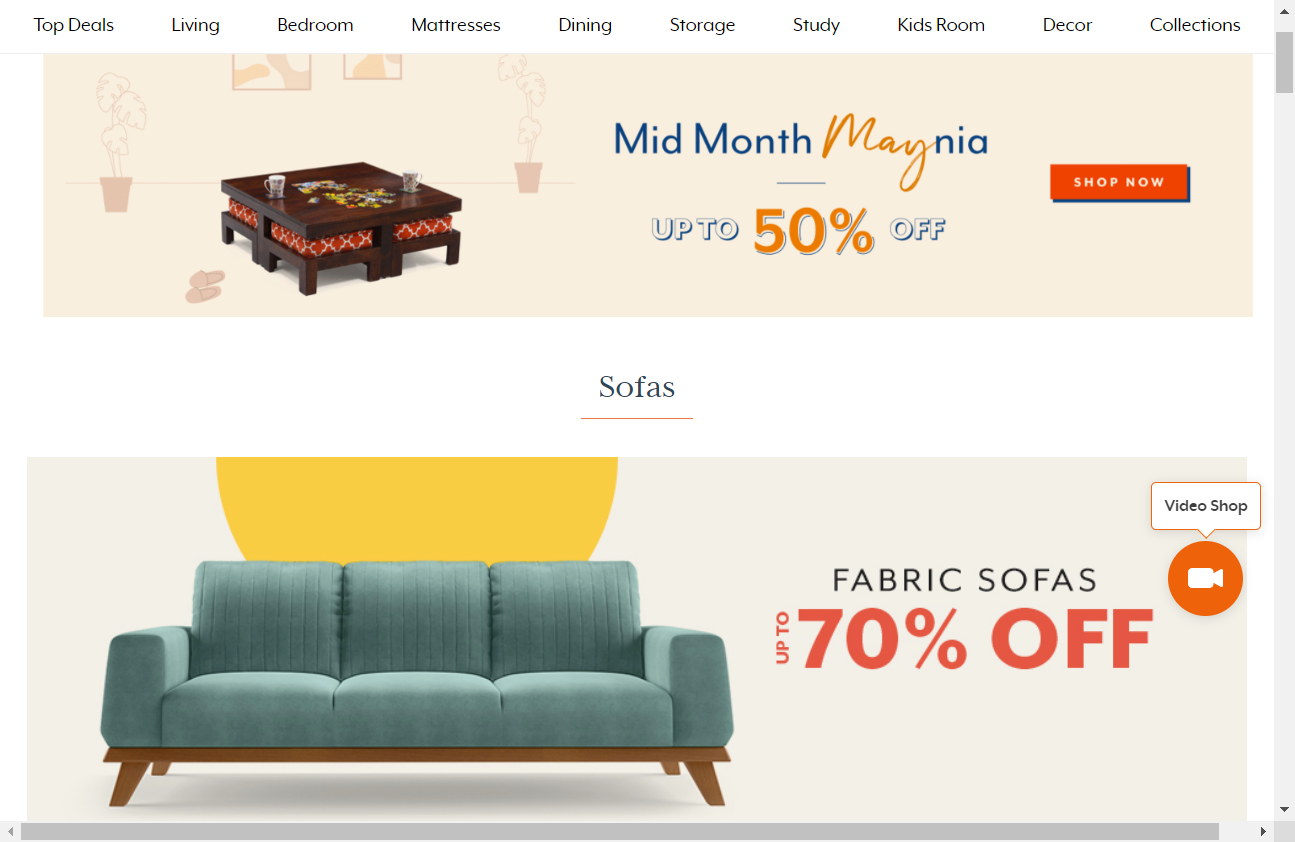 Top Deals Living Bedroom Mattresses Dining Storage Study Kids Room Decor Collections
Mid Month Maynia
UP TO 50% OFF
SHOP NOW
Sofas
Video Shop
FABRIC SOFAS
UP TO 70% OFF